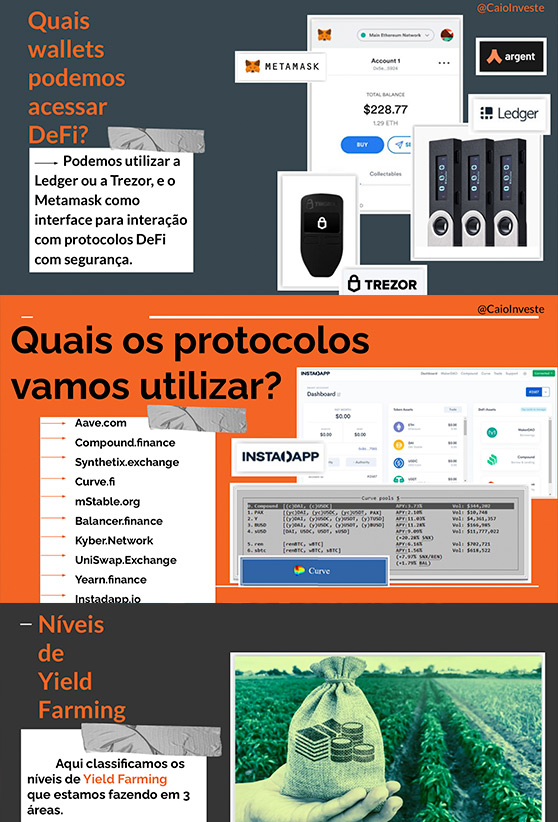 @CaioInveste
Quais
wallets
podemos
acessar
DeFi?
Podemos utilizar a
Ledger ou a Trezor, e o
Metamask como
interface para interação
com protocolos DeFi
com segurança.
METAMASK
Main Ethereum Network
Account 1
TOTAL BALANCE
$228.77
1.29 ETH
BUY
Collectables
argent
Ledger
TREZOR
@CaioInveste
Quais os protocolos
vamos utilizar?
Aave.com
Compound.finance
Synthetix.exchange
Curve.fi
mStable.org
Balancer.finance
Kyber.Network
UniSwap.Exchange
Yearn.finance
Instadapp.io
INSTADAPP
Dashboard
$0.00
INSTADAPP
Curve pools
0. Compound [(c)DAI, (c)USDC] APY:1.73% Vol: $344,202
1. PAX [(yc)DAI, (yc)USDC, (yc)USDT, PAX] APY:2.10% Vol: $10,748
2. Y [(y)DAI, (y)USDC, (y)USDT, (y)TUSD] APY:11.03% Vol: $4,361,357
3. BUSD [(y)DAI, (y)USDC, (y)USDT, (y)BUSD] APY:11.28% Vol: $166,985
4. sUSD [DAI, USDC, USDT, sUSD] APY:8.09% Vol: $11,777,022
(+20.28% SNX)
5. ren [renBTC, wBTC] APY:6.16% Vol: $702,721
6. sbtc [renBTC, wBTC, sBTC] APY:1.56% Vol: $618,522
(+7.97% SNX/REN)
(+1.79% BAL)
Curve
Níveis
de
Yield
Farming
Aqui classificamos os
níveis de Yield Farming
que estamos fazendo em 3
áreas.